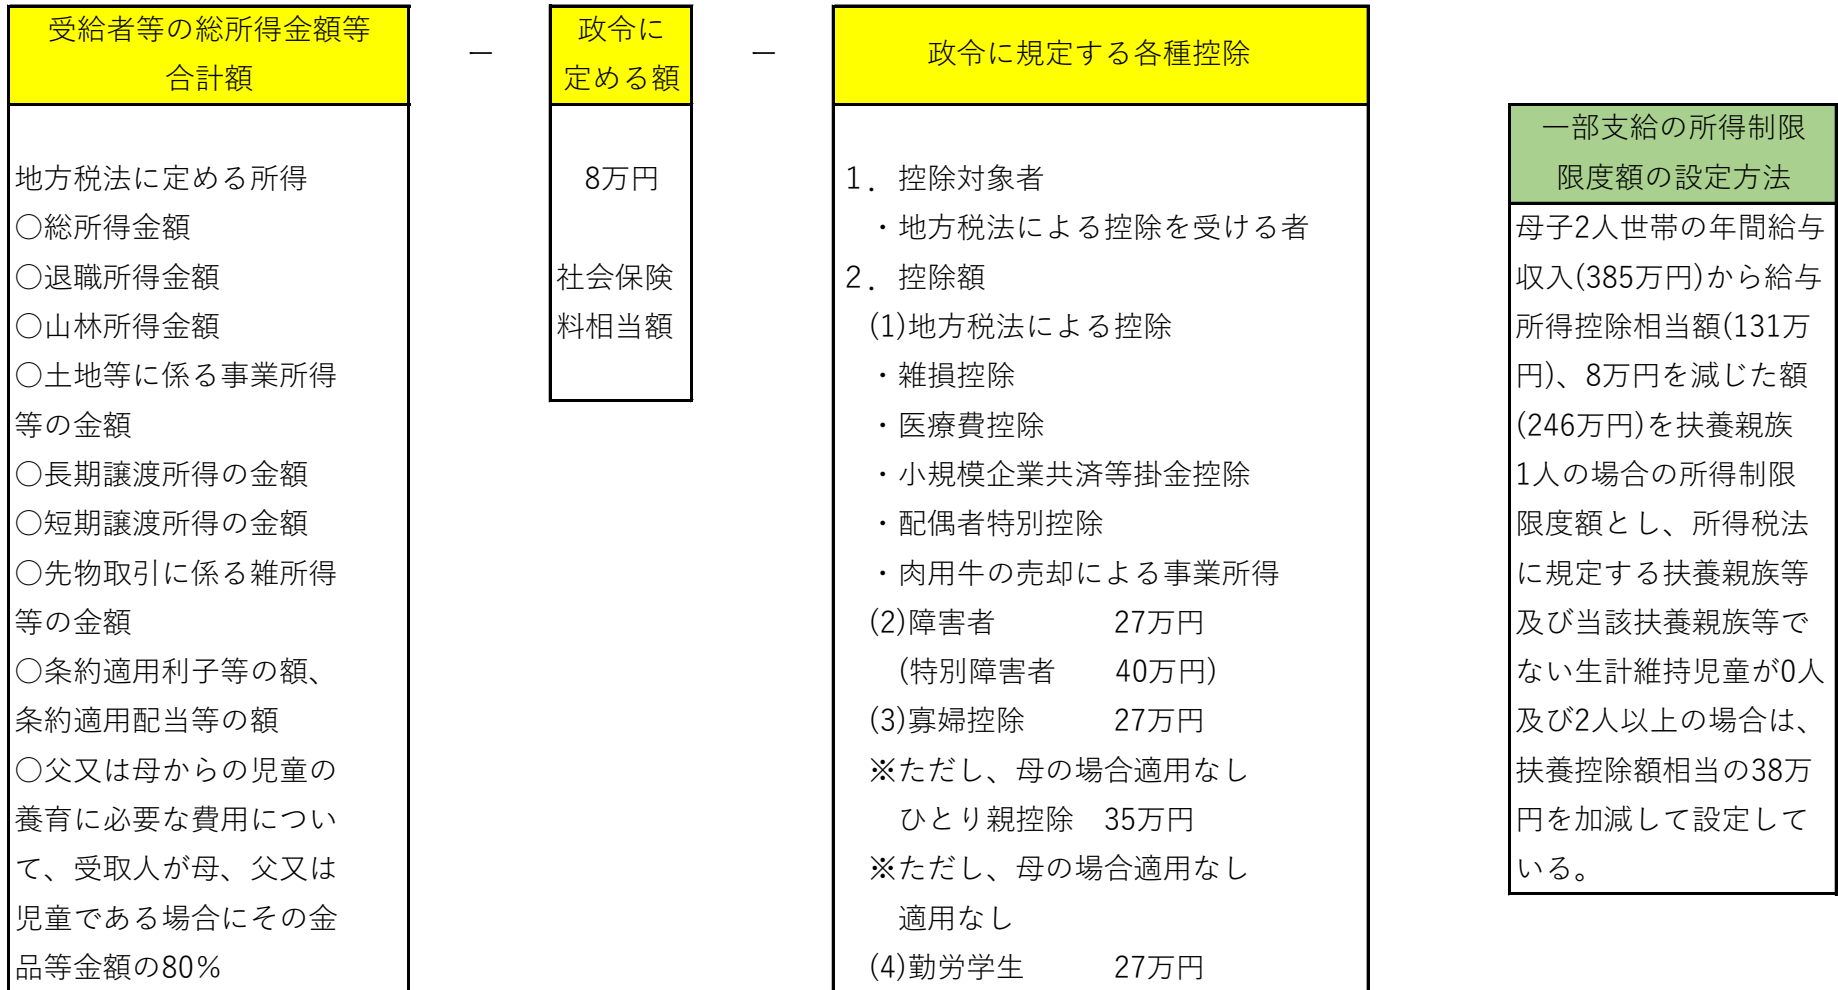 受給者等の総所得金額等
合計額
地方税法に定める所得
○総所得金額
○退職所得金額
○山林所得金額
○土地等に係る事業所得
等の金額
○長期譲渡所得の金額
○短期譲渡所得の金額
○先物取引に係る雑所得
等の金額
○条約適用利子等の額、
条約適用配当等の額
○父又は母からの児童の
養育に必要な費用につい
て、受取人が母、父又は
児童である場合にその金
品等金額の80%
－
政令に
定める額
8万円
社会保険
料相当額
－
政令に規定する各種控除
1．控除対象者
・地方税法による控除を受ける者
2．控除額
(1)地方税法による控除
・雑損控除
・医療費控除
・小規模企業共済等掛金控除
・配偶者特別控除
・肉用牛の売却による事業所得
(2)障害者　　　　27万円
(特別障害者　　40万円)
(3)寡婦控除　　　27万円
※ただし、母の場合適用なし
ひとり親控除　35万円
※ただし、母の場合適用なし
適用なし
(4)勤労学生　　　27万円
一部支給の所得制限
限度額の設定方法
母子2人世帯の年間給与
収入(385万円)から給与
所得控除相当額(131万
円)、8万円を減じた額
(246万円)を扶養親族
1人の場合の所得制限
限度額とし、所得税法
に規定する扶養親族等
及び当該扶養親族等で
ない生計維持児童が0人
及び2人以上の場合は、
扶養控除額相当の38万
円を加減して設定して
いる。